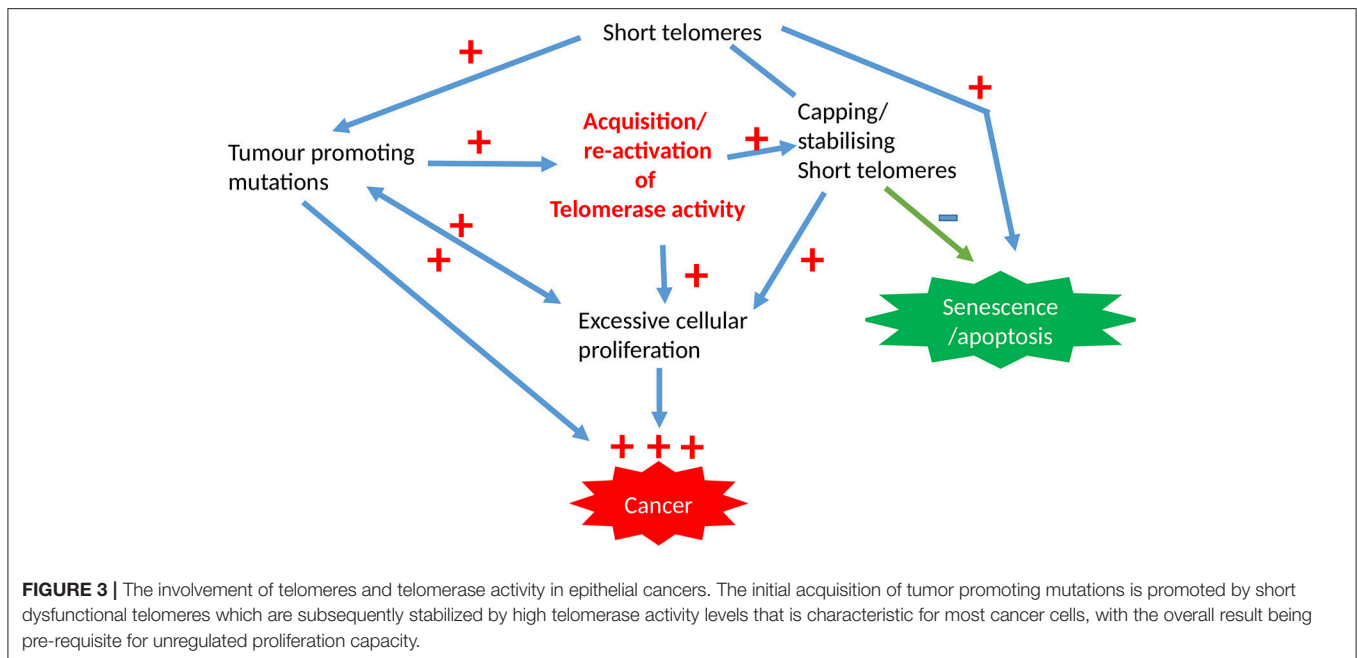 Short telomeres
+
+
Acquisition/
re-activation
of
Telomerase activity
+
Capping/
stabilising
Short telomeres
Tumour promoting
mutations
+
-
+
+
+
+
Senescence
/apoptosis
Excessive cellular
proliferation
+ + +
Cancer
FIGURE 3 | The involvement of telomeres and telomerase activity in epithelial cancers. The initial acquisition of tumor promoting mutations is promoted by short
dysfunctional telomeres which are subsequently stabilized by high telomerase activity levels that is characteristic for most cancer cells, with the overall result being
pre-requisite for unregulated proliferation capacity.